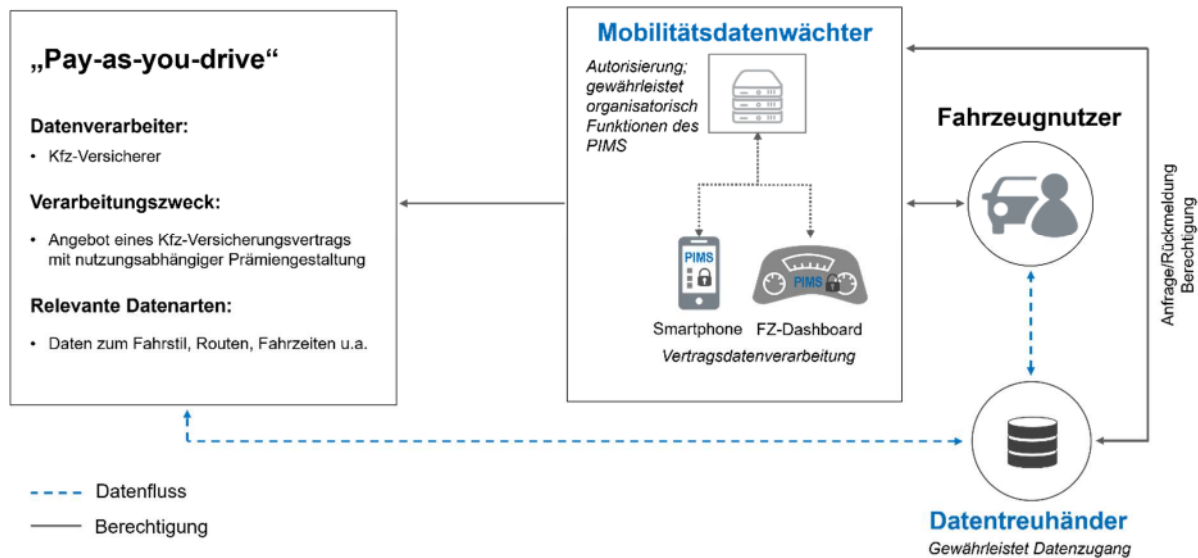 „Pay-as-you-drive“
Datenverarbeiter:
• Kfz-Versicherer
Verarbeitungszweck:
• Angebot eines Kfz-Versicherungsvertrags
mit nutzungsabhängiger Prämiengestaltung
Relevante Datenarten:
• Daten zum Fahrstil, Routen, Fahrzeiten u.a.
Mobilitätsdatenwächter
Autorisierung;
gewährleistet
organisatorisch
Funktionen des
PIMS
PIMS
PIMS
Smartphone
FZ-Dashboard
Vertragsdatenverarbeitung
Fahrzeugnutzer
Anfrage/Rückmeldung
Berechtigung
Datentreuhänder
Gewährleistet Datenzugang
Datenfluss
Berechtigung